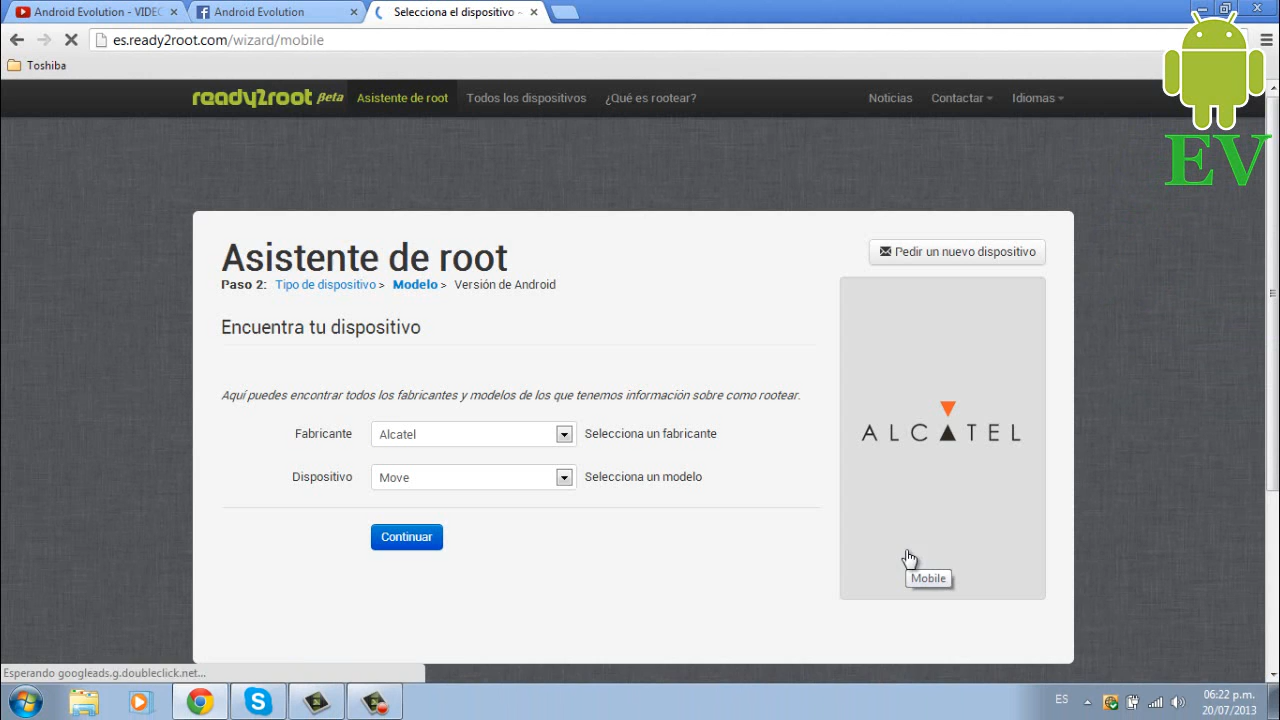 Android Evolution - VIDEO
Android Evolution
Selecciona el dispositivo -
es.ready2root.com/wizard/mobile
Toshiba
ready2root Beta Asistente de root Todos los dispositivos ¿Qué es rootear? Noticias Contactar Idiomas
EV
Asistente de root
Pedir un nuevo dispositivo
Paso 2: Tipo de dispositivo > Modelo > Versión de Android
Encuentra tu dispositivo
Aquí puedes encontrar todos los fabricantes y modelos de los que tenemos información sobre como rootear.
Fabricante Alcatel Selecciona un fabricante
ALCATEL
Dispositivo Move Selecciona un modelo
Continuar
Mobile
Esperando googleads.g.doubleclick.net...
ES
06:22 p.m.
20/07/2013